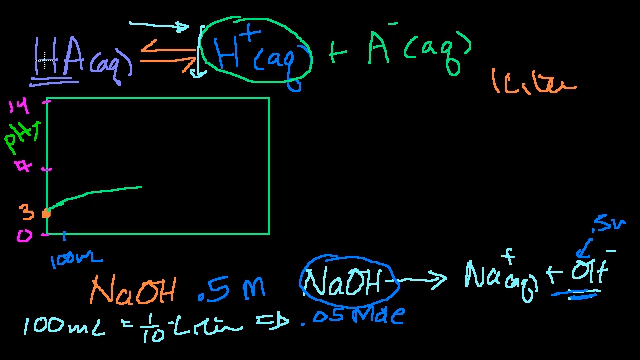 HA(aq) ⇌ H⁺(aq) + A⁻(aq)
1 Liter
14
pH ↑
7
3
0
100mL
.5M
NaOH .5 M NaOH → Na⁺(aq) + OH⁻
100mL = 1/10 Liter ⇒ .05 Mole